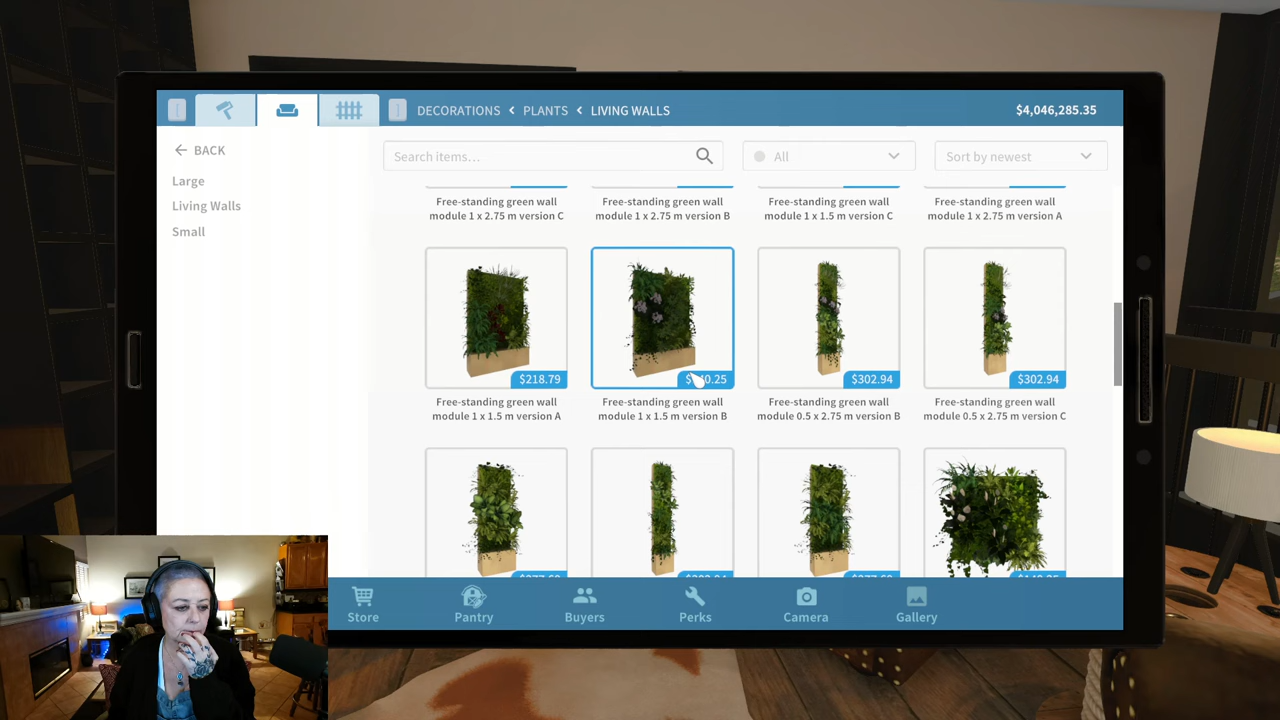 DECORATIONS < PLANTS < LIVING WALLS
$4,046,285.35
BACK
Large
Living Walls
Small
Search items...
All
Sort by newest
Free-standing green wall
module 1 x 2.75 m version C
Free-standing green wall
module 1 x 2.75 m version B
Free-standing green wall
module 1 x 1.5 m version C
Free-standing green wall
module 1 x 2.75 m version A
$218.79
$302.94
$302.94
Free-standing green wall
module 1 x 1.5 m version A
Free-standing green wall
module 1 x 1.5 m version B
Free-standing green wall
module 0.5 x 2.75 m version B
Free-standing green wall
module 0.5 x 2.75 m version C
Store
Pantry
Buyers
Perks
Camera
Gallery